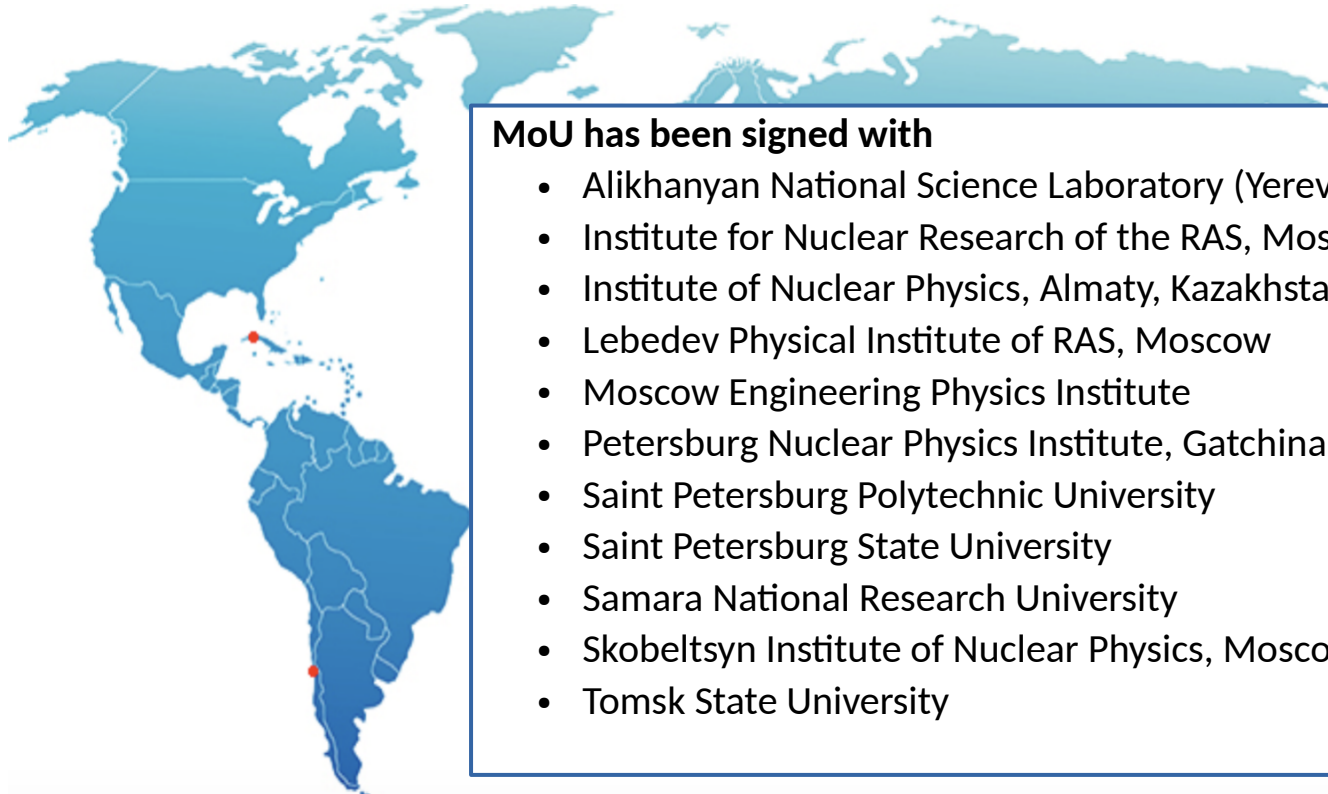 MoU has been signed with
• Alikhanyan National Science Laboratory (Yerev
• Institute for Nuclear Research of the RAS, Mos
• Institute of Nuclear Physics, Almaty, Kazakhsta
• Lebedev Physical Institute of RAS, Moscow
• Moscow Engineering Physics Institute
• Petersburg Nuclear Physics Institute, Gatchina
• Saint Petersburg Polytechnic University
• Saint Petersburg State University
• Samara National Research University
• Skobeltsyn Institute of Nuclear Physics, Mosco
• Tomsk State University